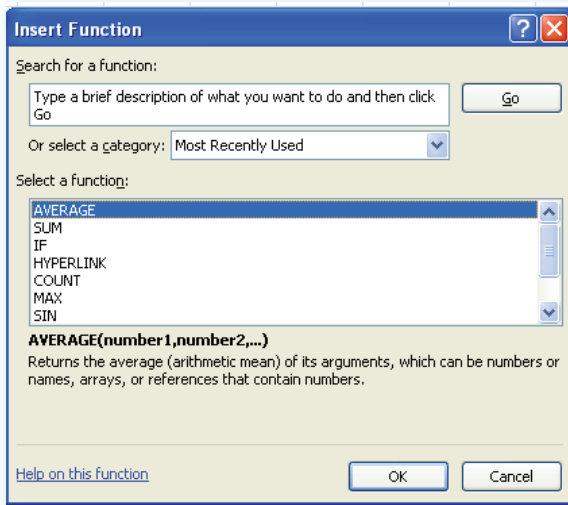 Insert Function
Search for a function:
Type a brief description of what you want to do and then click
Go
Go
Or select a category: Most Recently Used
Select a function:
AVERAGE
SUM
IF
HYPERLINK
COUNT
MAX
SIN
AVERAGE(number1,number2,...)
Returns the average (arithmetic mean) of its arguments, which can be numbers or
names, arrays, or references that contain numbers.
Help on this function
OK Cancel